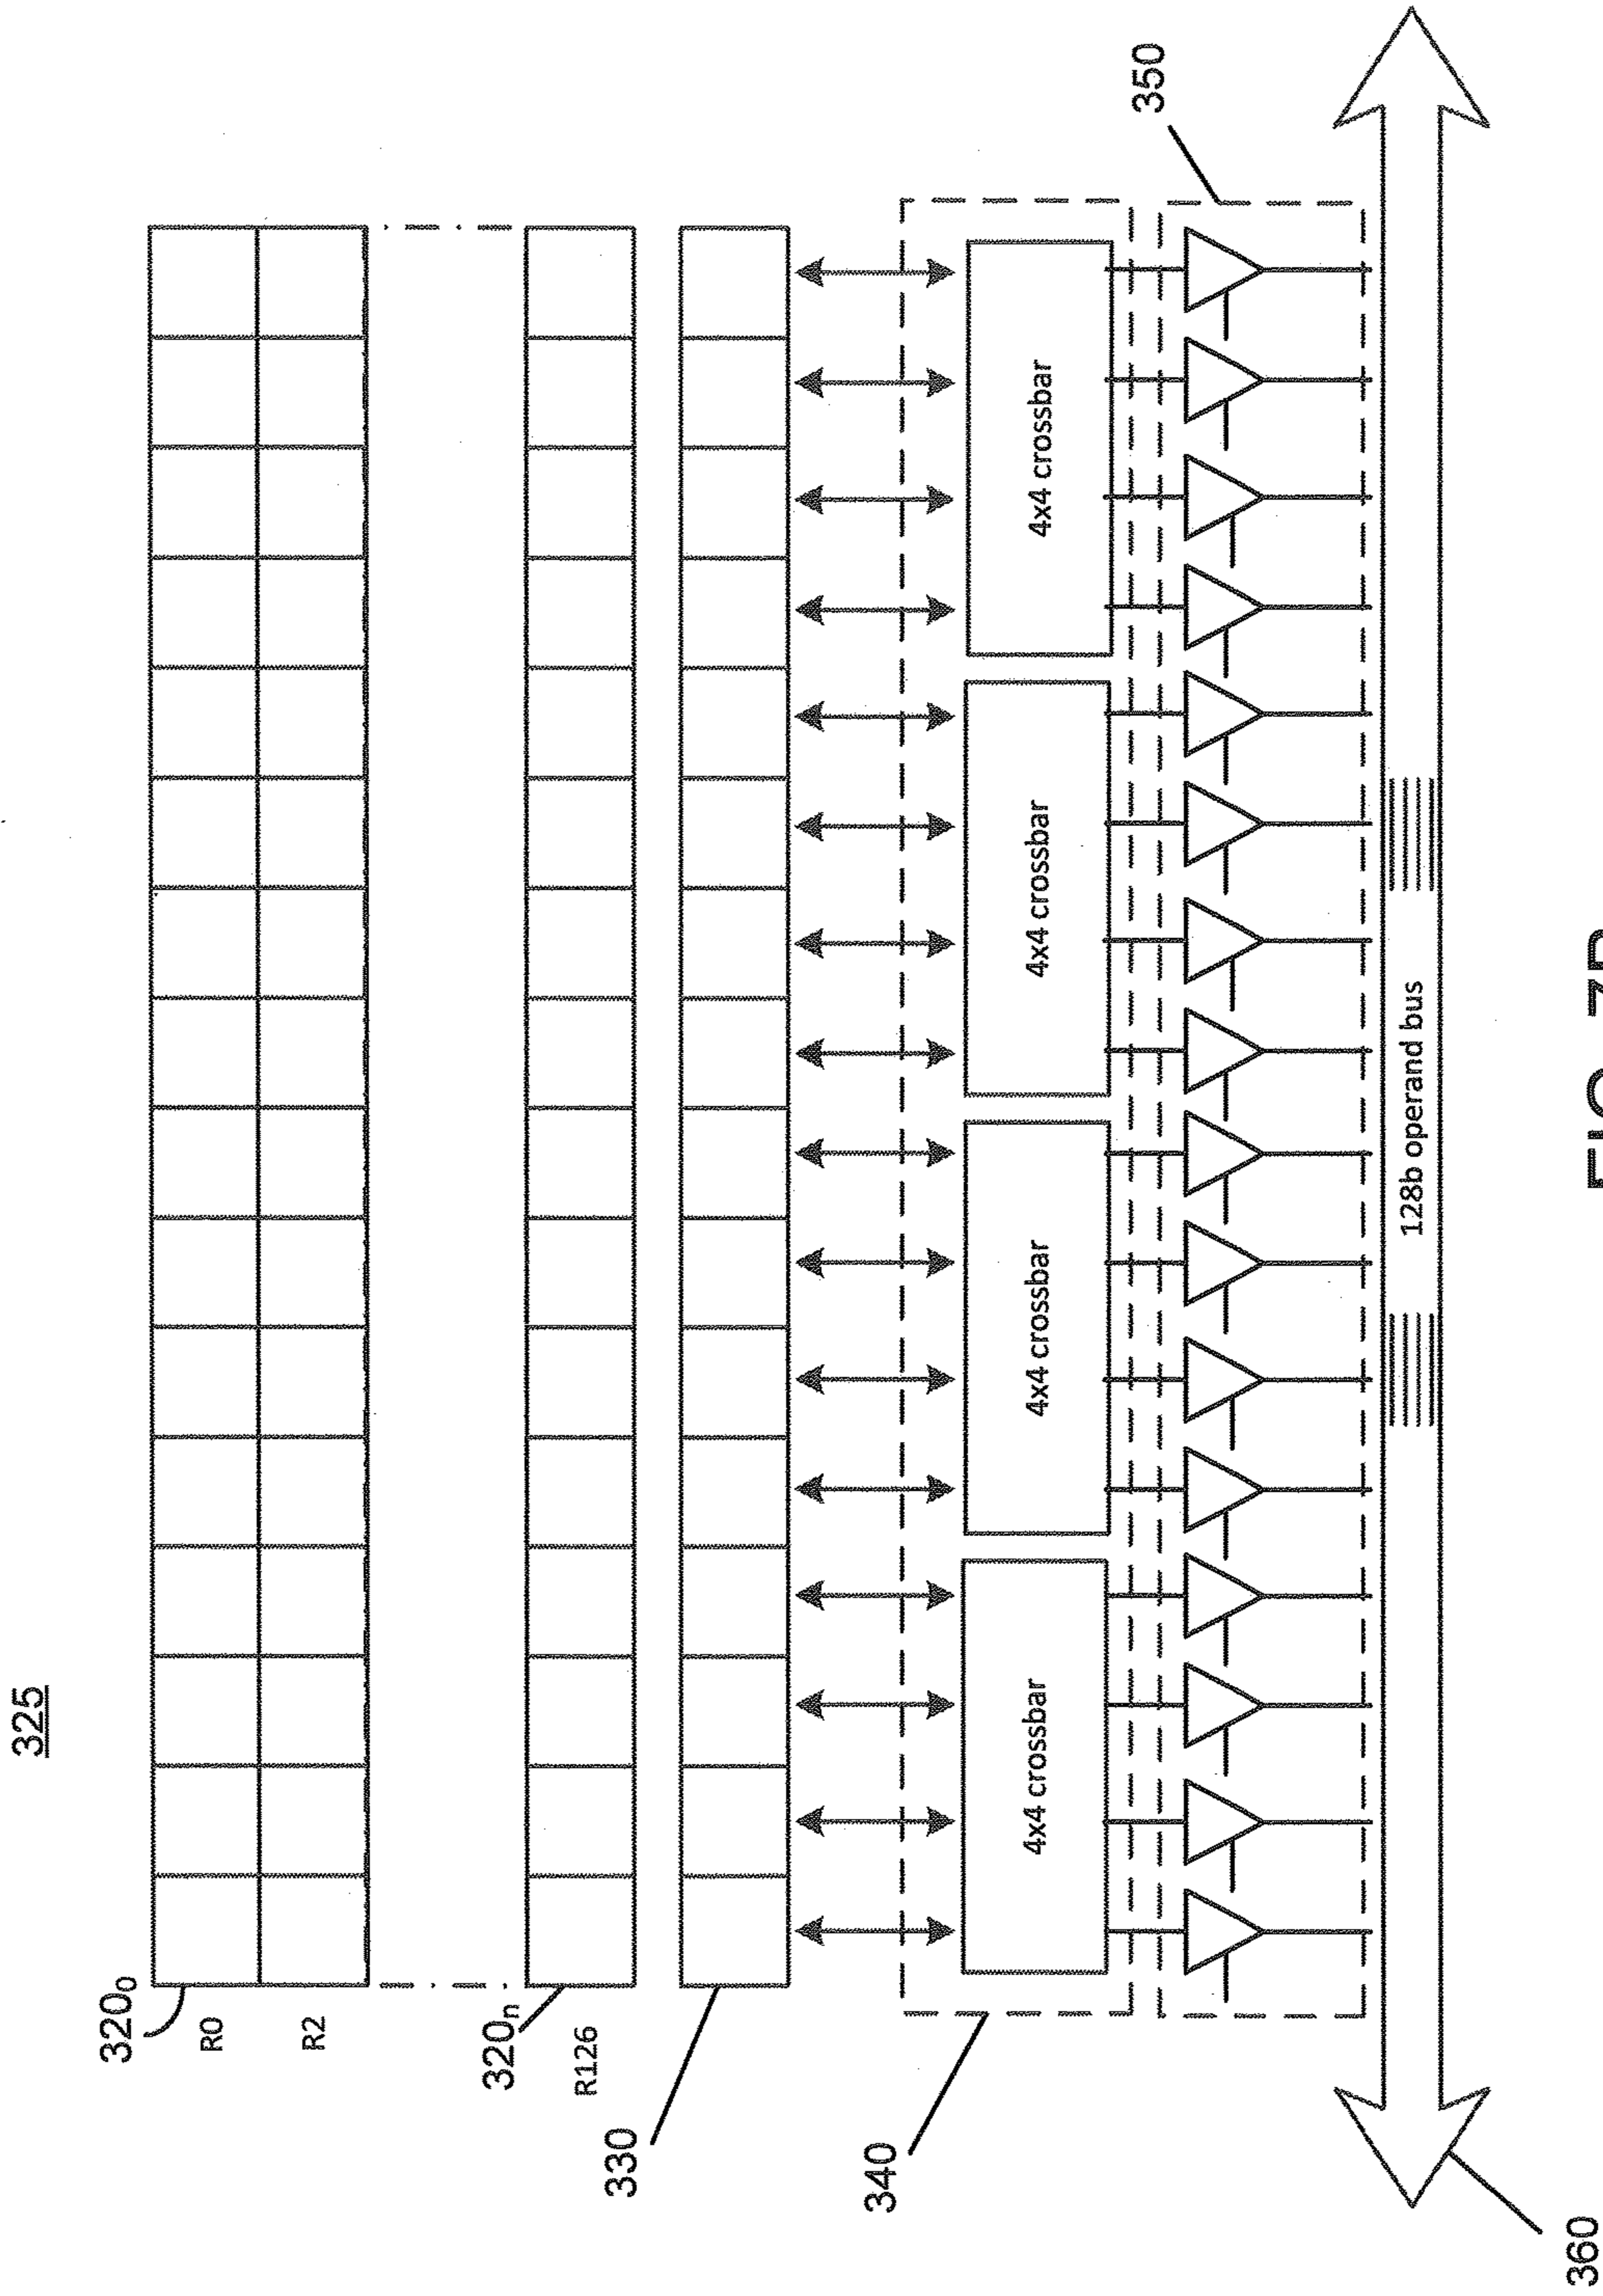 325
320₀
R0
R2
320ₙ
R126
330
340
4x4 crossbar
4x4 crossbar
4x4 crossbar
4x4 crossbar
350
128b operand bus
360